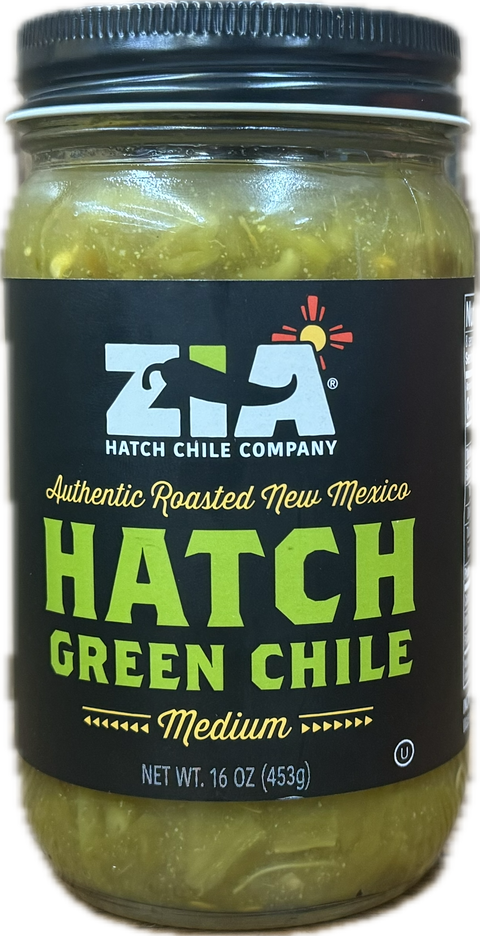 ZIA®
HATCH CHILE COMPANY
Authentic Roasted New Mexico
HATCH
GREEN CHILE
Medium
U
NET WT. 16 OZ (453g)